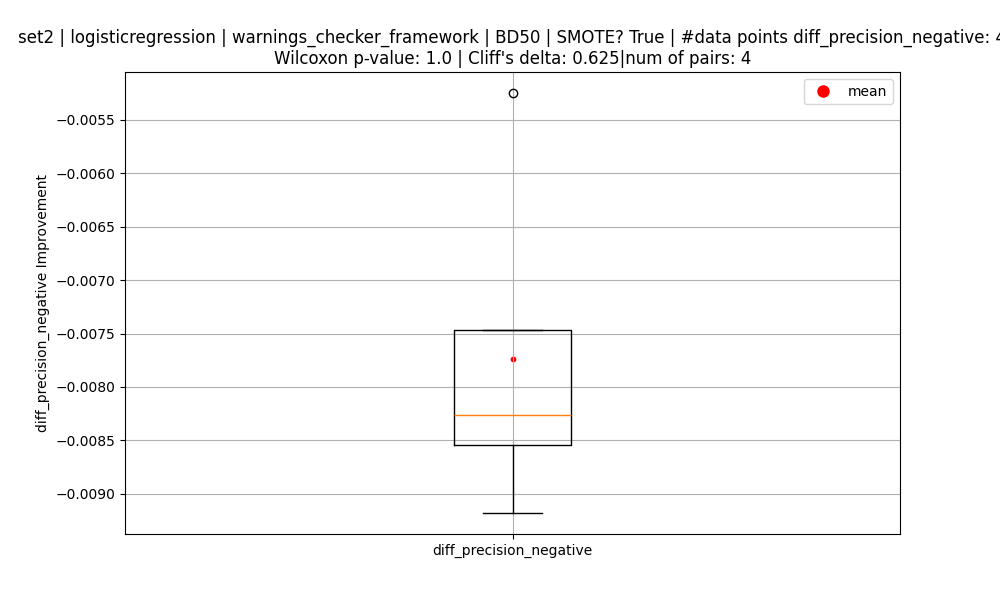 set2 | logisticregression | warnings_checker_framework | BD50 | SMOTE? True | #data points diff_precision_negative: 4
Wilcoxon p-value: 1.0 | Cliff's delta: 0.625|num of pairs: 4
mean
−0.0055
−0.0060
−0.0065
−0.0070
−0.0075
−0.0080
−0.0085
−0.0090
diff_precision_negative Improvement
diff_precision_negative